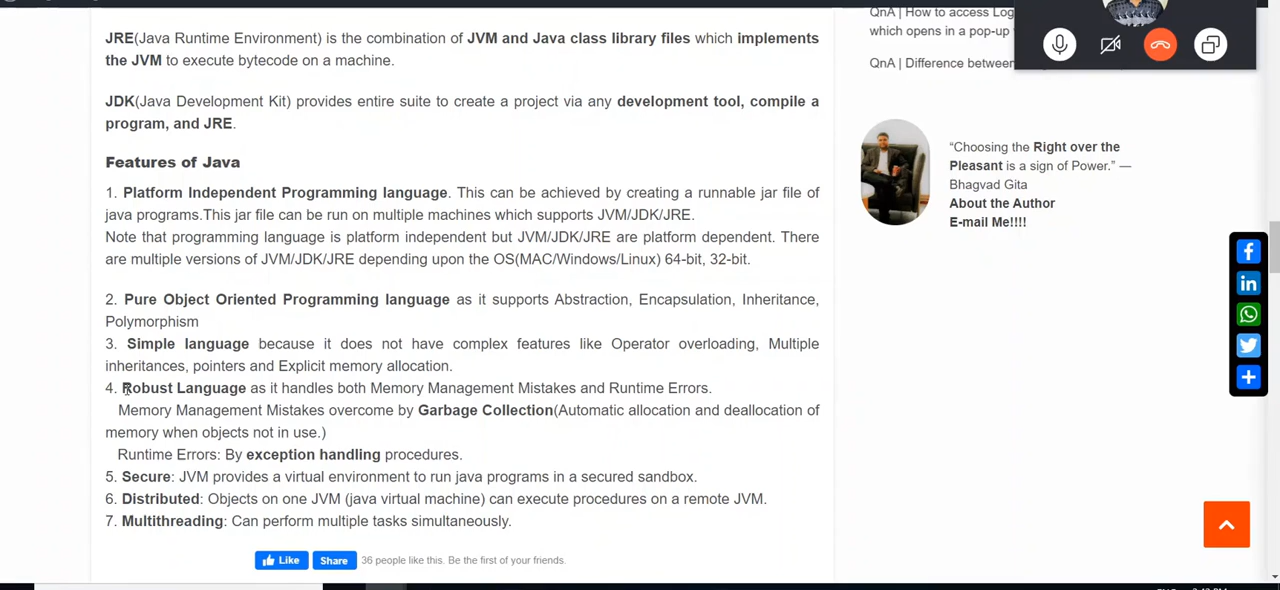 JRE(Java Runtime Environment) is the combination of JVM and Java class library files which implements
the JVM to execute bytecode on a machine.
JDK(Java Development Kit) provides entire suite to create a project via any development tool, compile a
program, and JRE.
Features of Java
1. Platform Independent Programming language. This can be achieved by creating a runnable jar file of
java programs.This jar file can be run on multiple machines which supports JVM/JDK/JRE.
Note that programming language is platform independent but JVM/JDK/JRE are platform dependent. There
are multiple versions of JVM/JDK/JRE depending upon the OS(MAC/Windows/Linux) 64-bit, 32-bit.
2. Pure Object Oriented Programming language as it supports Abstraction, Encapsulation, Inheritance,
Polymorphism
3. Simple language because it does not have complex features like Operator overloading, Multiple
inheritances, pointers and Explicit memory allocation.
4. Robust Language as it handles both Memory Management Mistakes and Runtime Errors.
Memory Management Mistakes overcome by Garbage Collection(Automatic allocation and deallocation of
memory when objects not in use.)
Runtime Errors: By exception handling procedures.
5. Secure: JVM provides a virtual environment to run java programs in a secured sandbox.
6. Distributed: Objects on one JVM (java virtual machine) can execute procedures on a remote JVM.
7. Multithreading: Can perform multiple tasks simultaneously.
Like Share 36 people like this. Be the first of your friends.
QnA | How to access Log
which opens in a pop-up
QnA | Difference between
“Choosing the Right over the
Pleasant is a sign of Power.” —
Bhagvad Gita
About the Author
E-mail Me!!!!